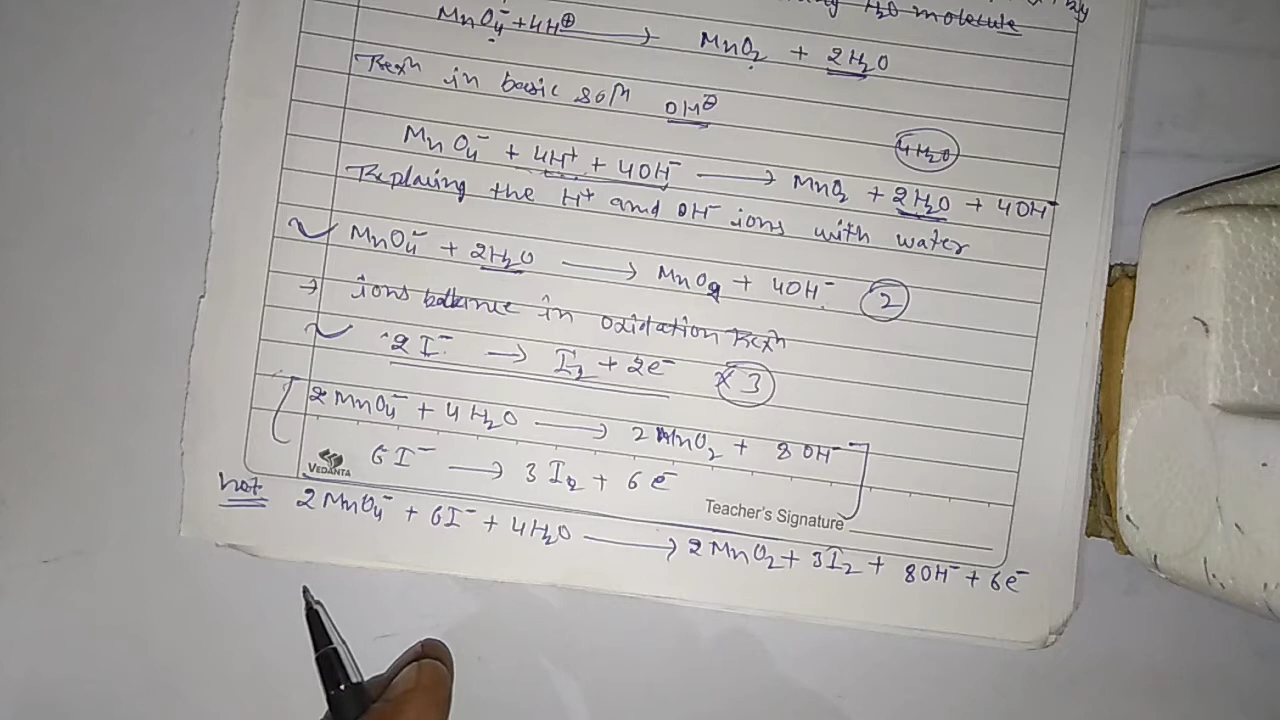 H₂O molecule
MnO₄⁻ + 4H⊕ ⟶ MnO₂ + 2H₂O
Rexn in basic solⁿ OH⊖
4H₂O
MnO₄⁻ + 4H⁺ + 4OH⁻ ⟶ MnO₂ + 2H₂O + 4OH⁻
Replacing the H⁺ and OH⁻ ions with water
MnO₄⁻ + 2H₂O ⟶ MnO₂ + 4OH⁻ (2)
→ ions balance in oxidation Rexn
2I⁻ ⟶ I₂ + 2e⁻ ×3
2MnO₄⁻ + 4H₂O ⟶ 2MnO₂ + 8OH⁻
6I⁻ ⟶ 3I₂ + 6e⁻
VEDANTA
Teacher's Signature
2MnO₄⁻ + 6I⁻ + 4H₂O ⟶ 2MnO₂ + 3I₂ + 8OH⁻ + 6e⁻